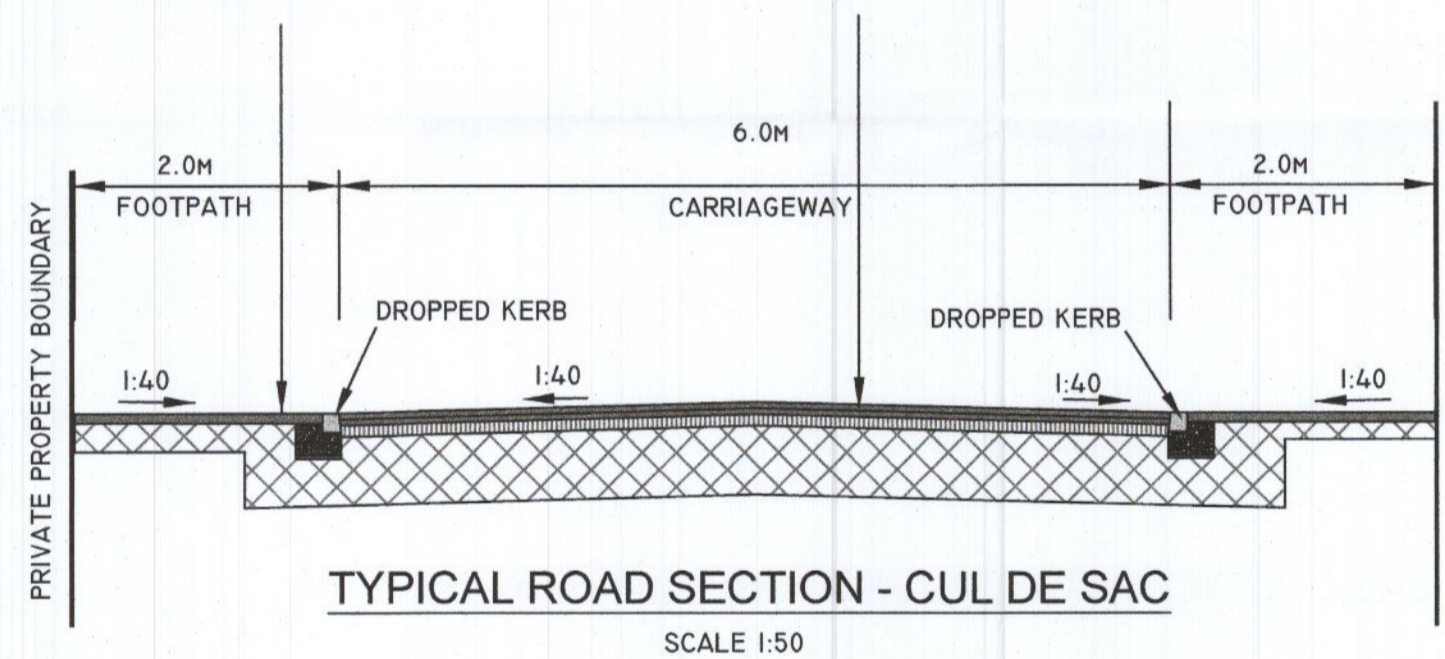 6.0M
2.0M
2.0M
FOOTPATH
CARRIAGEWAY
FOOTPATH
PRIVATE PROPERTY BOUNDARY
DROPPED KERB
DROPPED KERB
1:40
1:40
1:40
1:40
TYPICAL ROAD SECTION - CUL DE SAC
SCALE 1:50